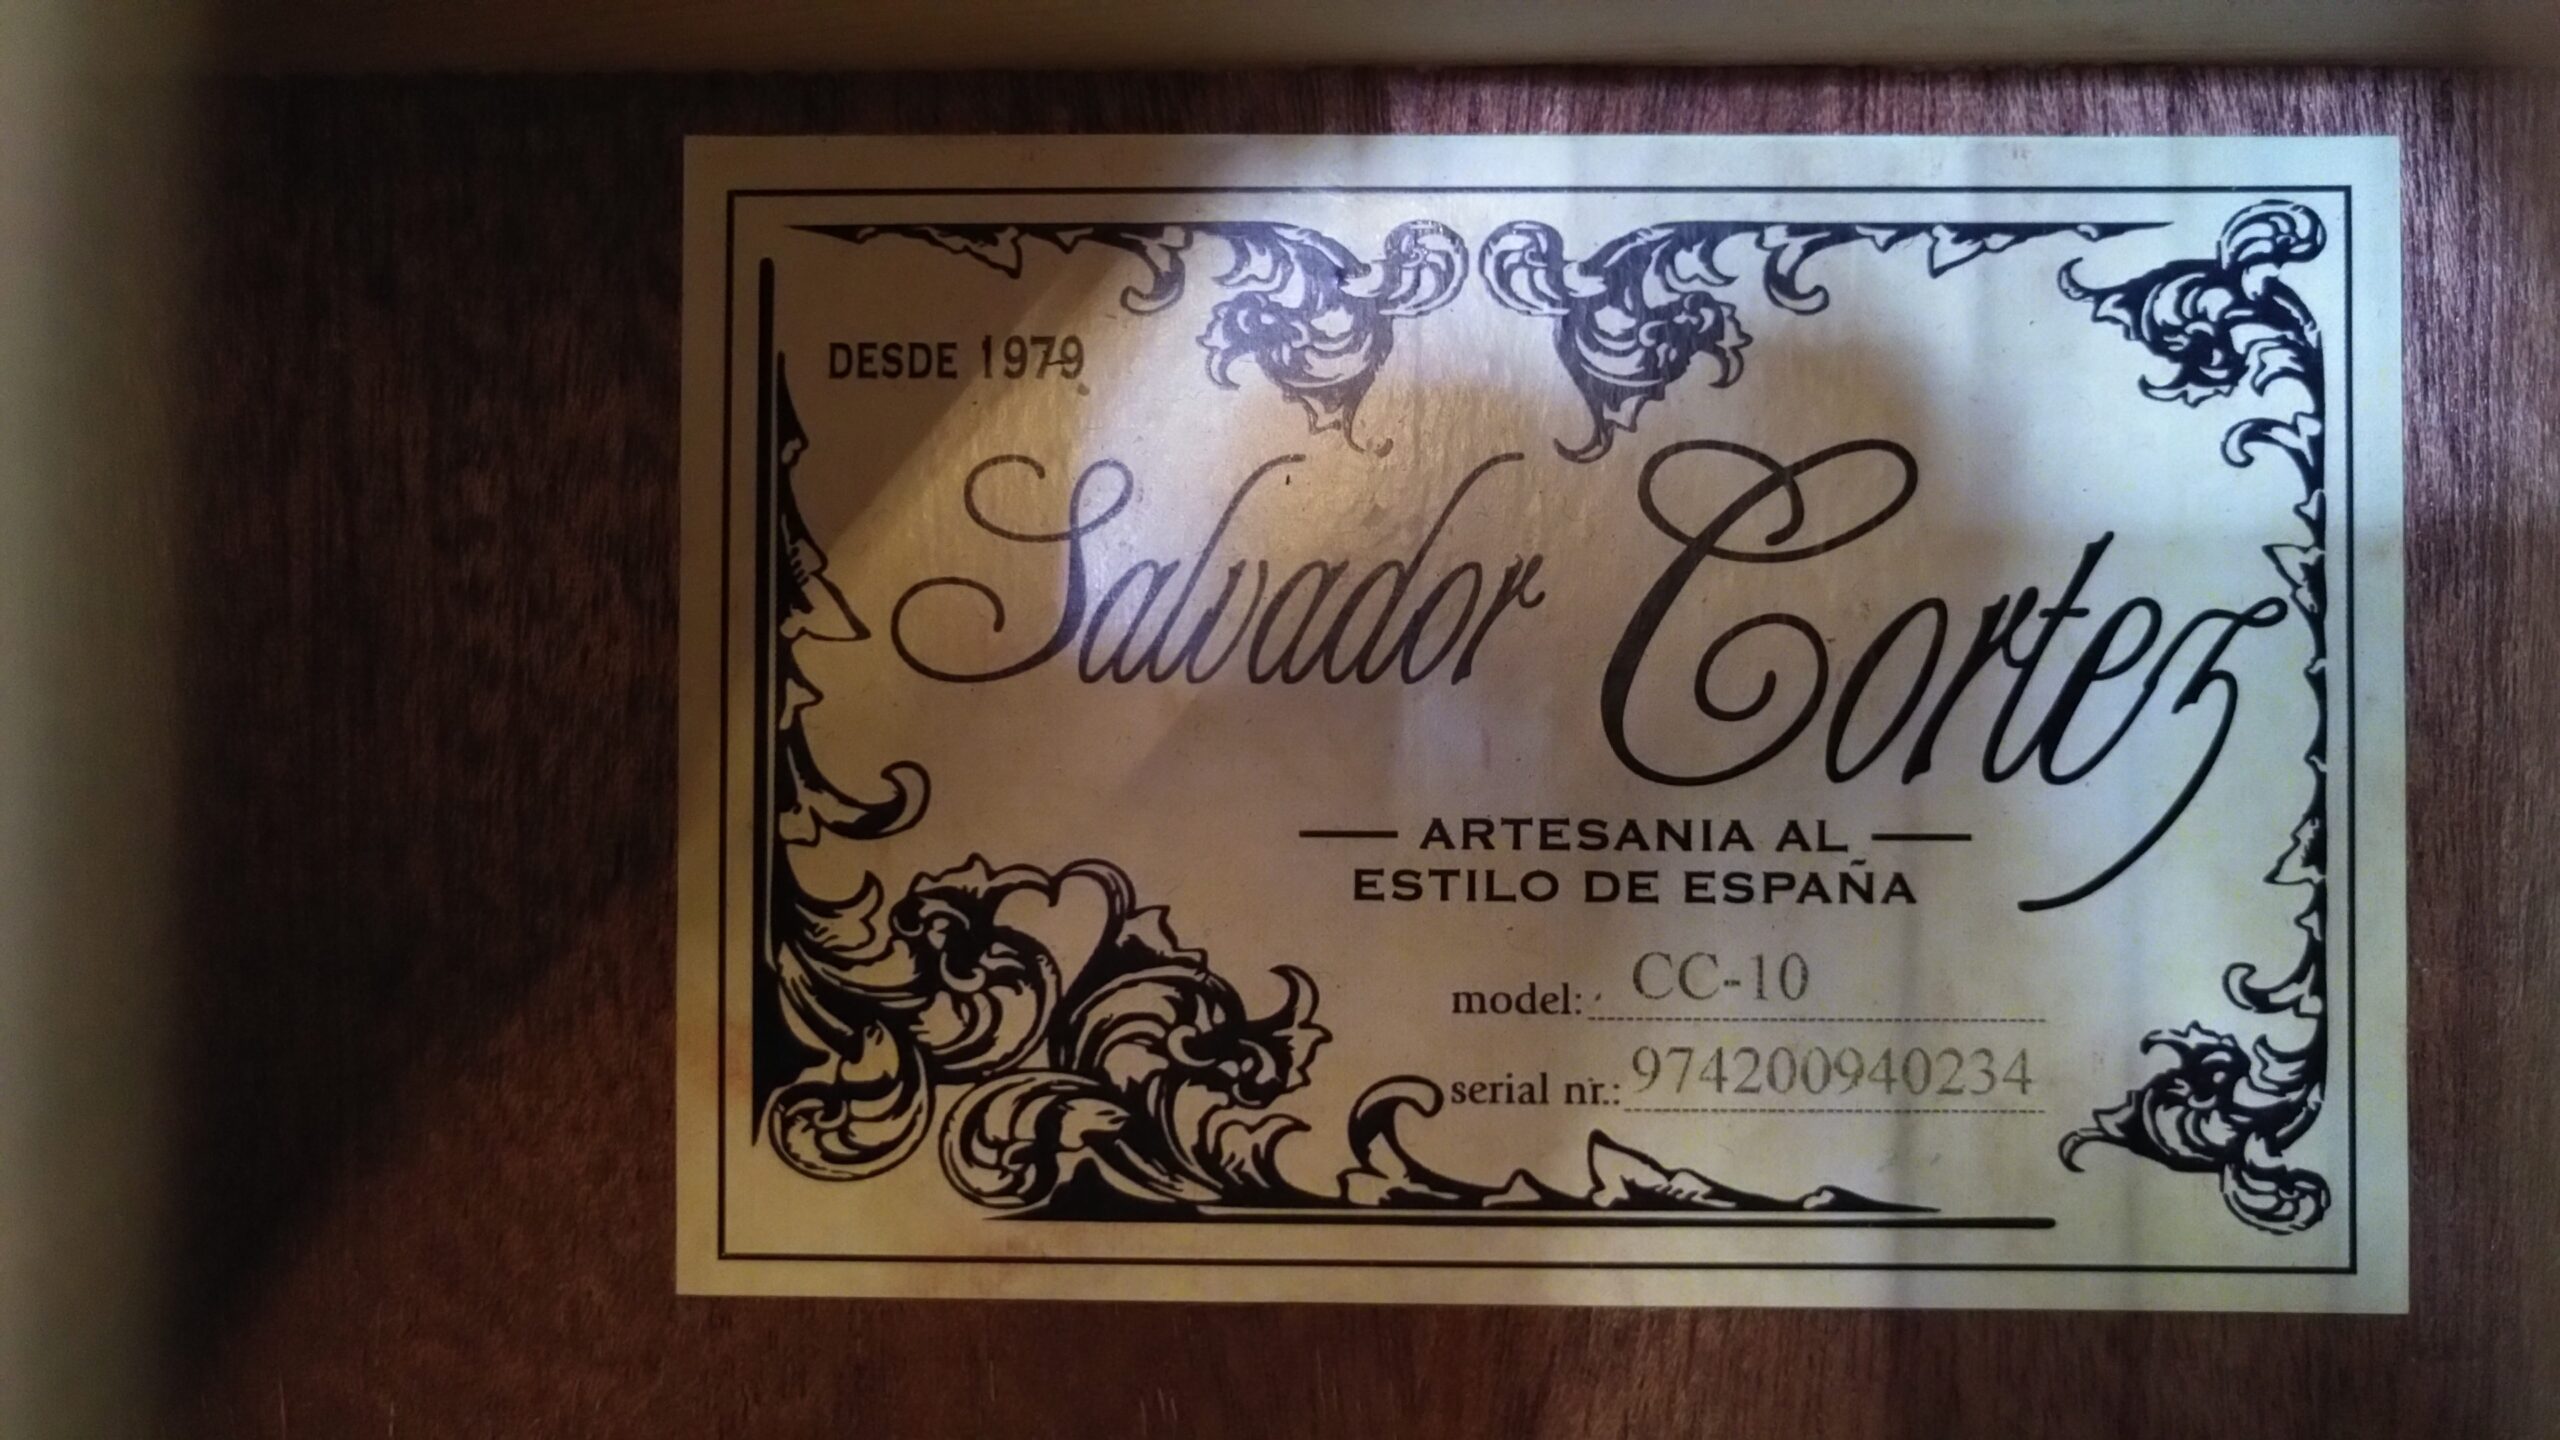 DESDE 1979
Salvador Cortez
ARTESANIA AL
ESTILO DE ESPAÑA
model: CC-10
serial nr.: 974200940234